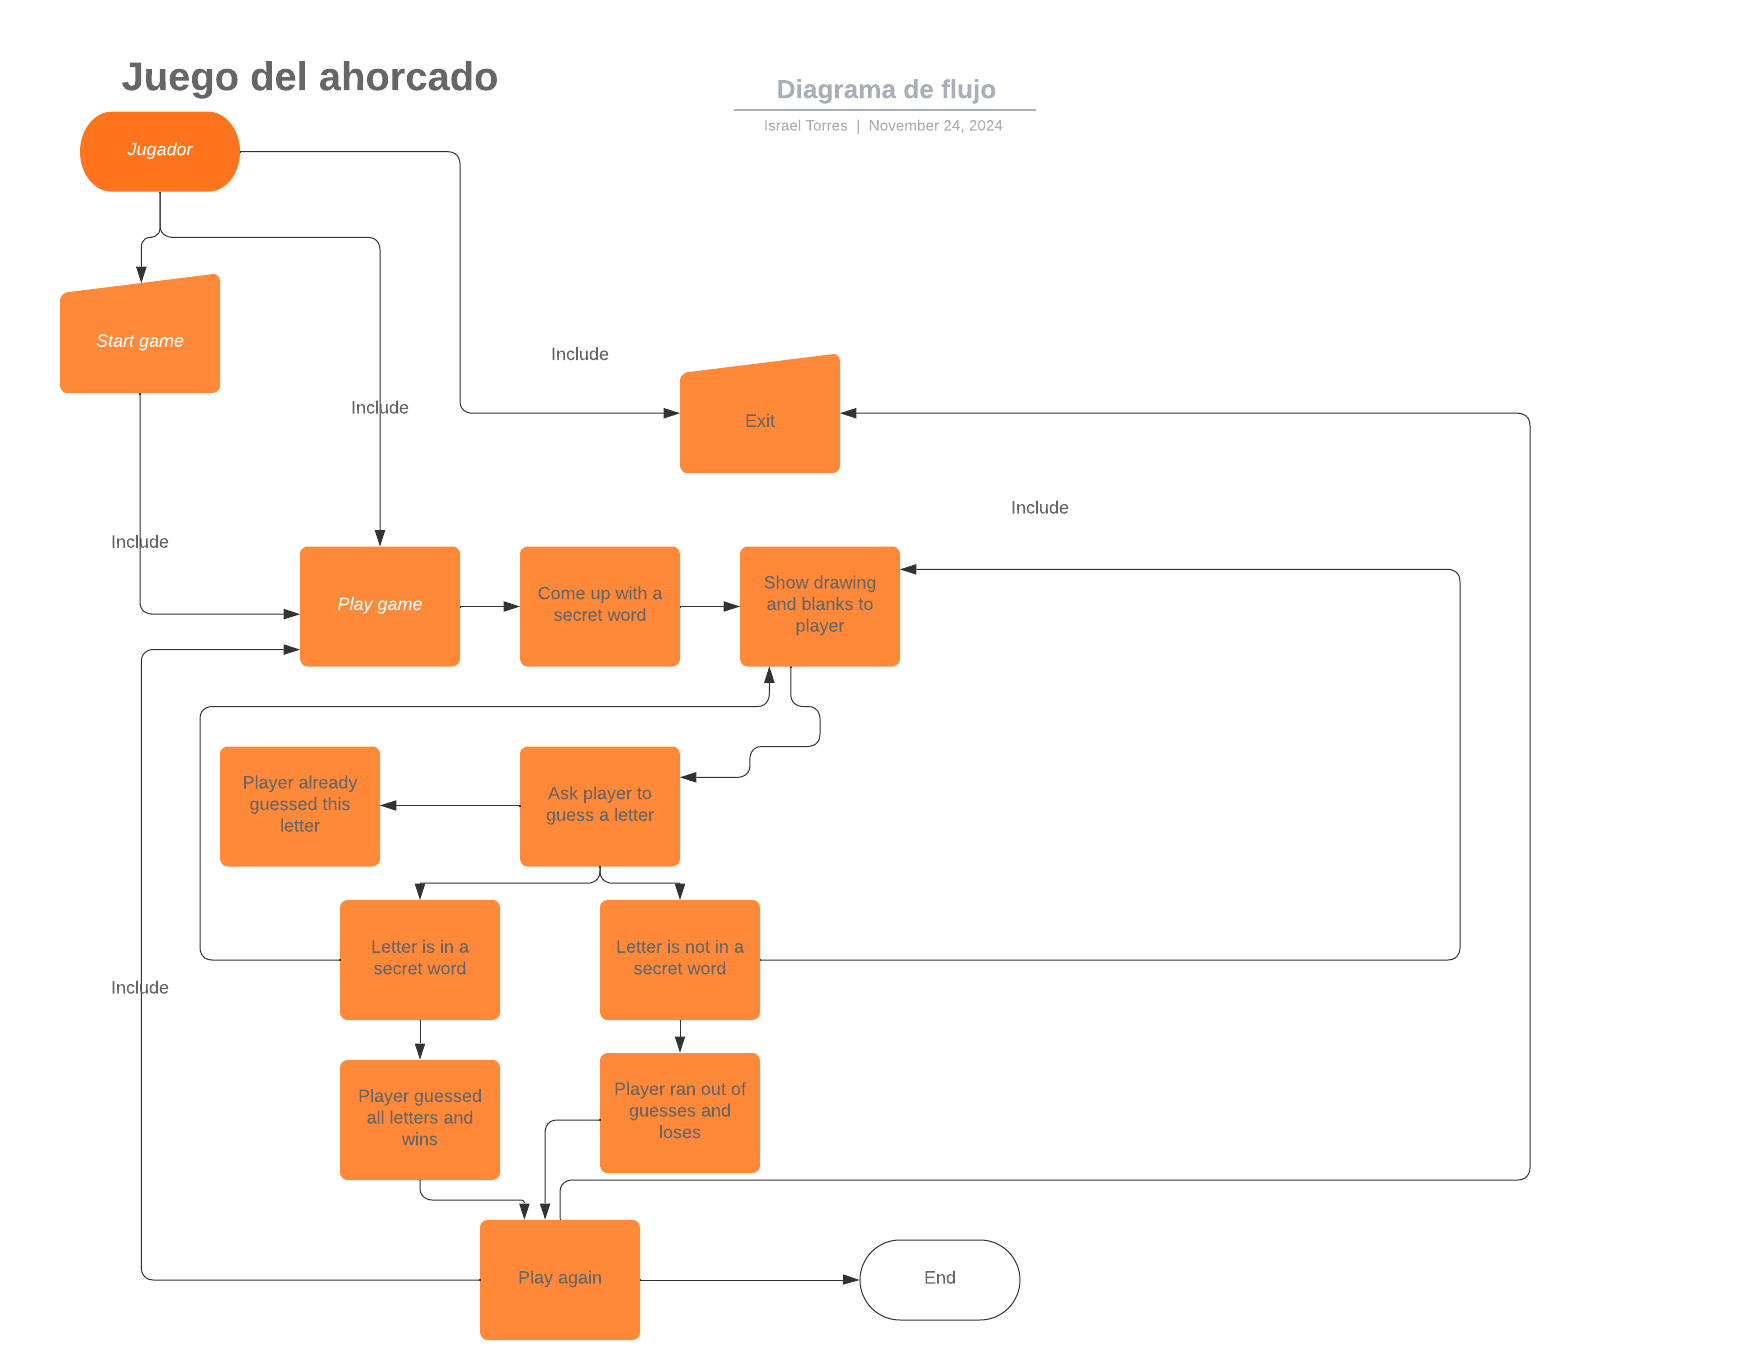 Juego del ahorcado
Diagrama de flujo
Israel Torres | November 24, 2024
Jugador
Start game
Include
Include
Exit
Include
Include
Include
Play game
Come up with a
secret word
Show drawing
and blanks to
player
Player already
guessed this
letter
Ask player to
guess a letter
Letter is in a
secret word
Letter is not in a
secret word
Include
Player guessed
all letters and
wins
Player ran out of
guesses and
loses
Play again
End